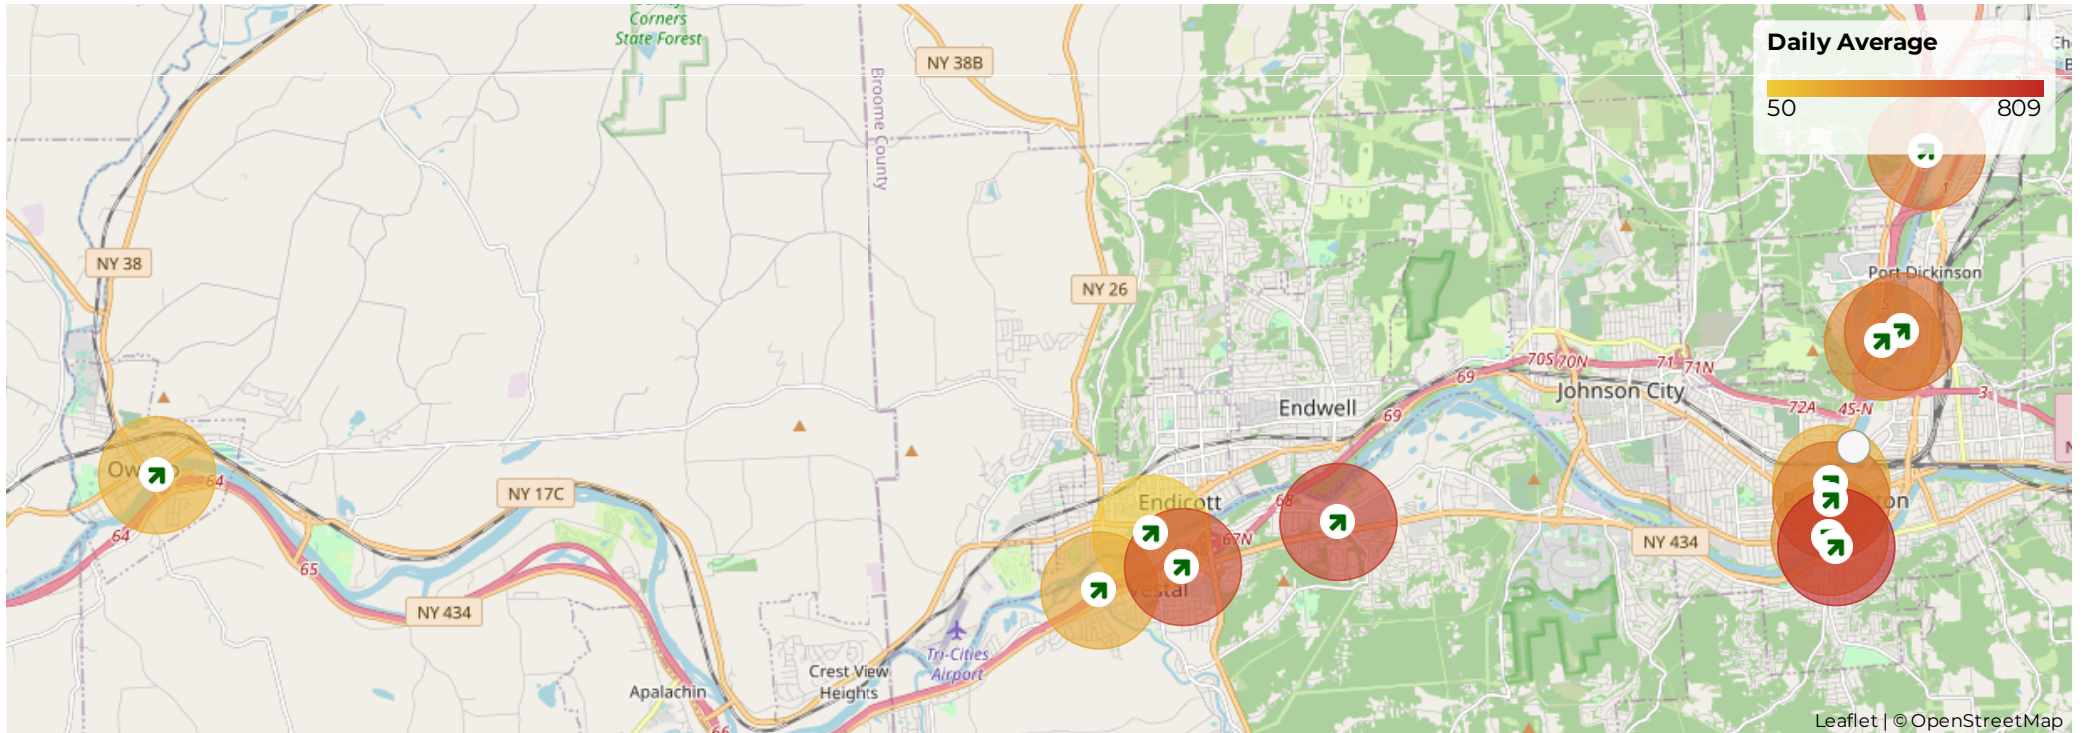 Corners
State Forest
NY 38B
Broome County
Daily Average
50
809
NY 38
NY 26
Port Dickinson
1
70S
70N
71
71N
69
Johnson City
72A
4S-N
3
Endwell
69
64
NY 17C
Endicott
68
64
67N
NY 434
65
NY 434
Vestal
Tri-Cities
Airport
Crest View
Heights
Apalachin
66
Leaflet | © OpenStreetMap